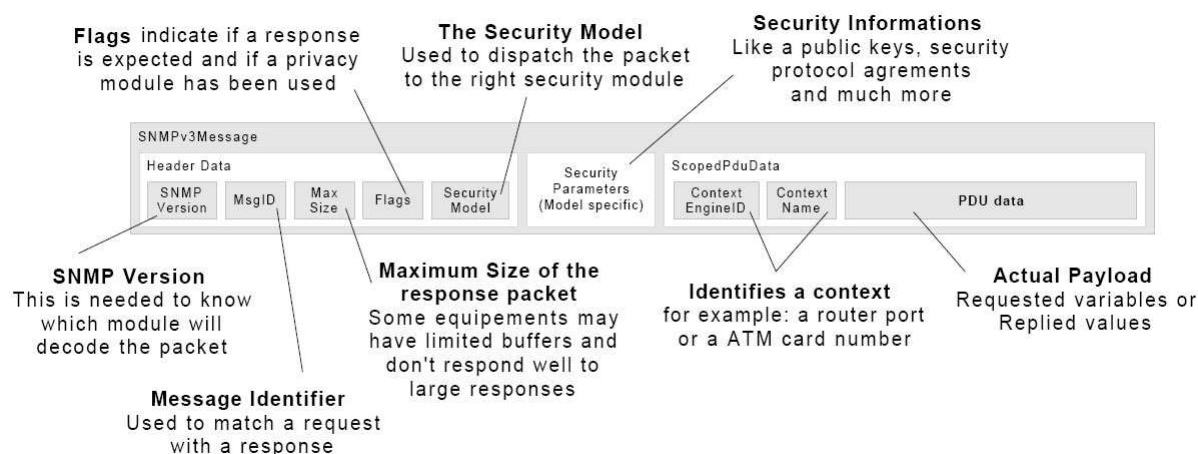 Flags indicate if a response
is expected and if a privacy
module has been used
The Security Model
Used to dispatch the packet
to the right security module
Security Informations
Like a public keys, security
protocol agrements
and much more
SNMPv3Message
Header Data
SNMP
Version
MsgID
Max
Size
Flags
Security
Model
Security
Parameters
(Model specific)
ScopedPduData
Context
EngineID
Context
Name
PDU data
SNMP Version
This is needed to know
which module will
decode the packet
Message Identifier
Used to match a request
with a response
Maximum Size of the
response packet
Some equipements may
have limited buffers and
don't respond well to
large responses
Identifies a context
for example: a router port
or a ATM card number
Actual Payload
Requested variables or
Replied values